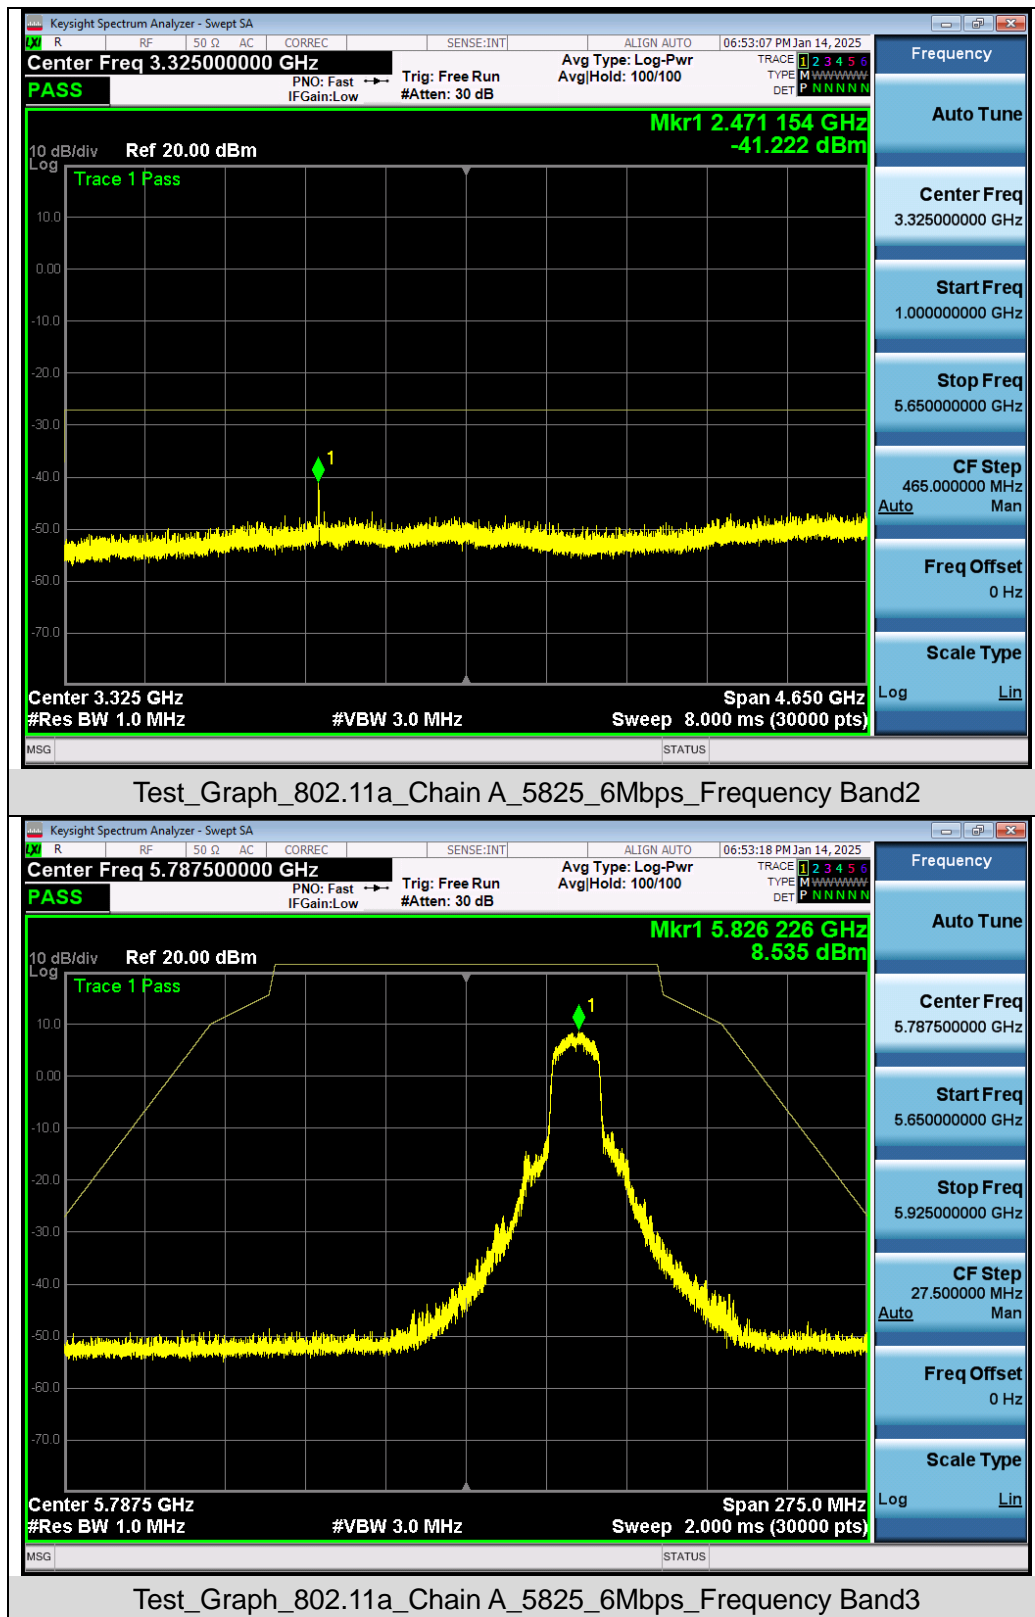 Keysight Spectrum Analyzer - Swept SA
LXI R RF 50 Ω AC CORREC SENSE:INT ALIGN AUTO 06:53:07 PM Jan 14, 2025
Center Freq 3.325000000 GHz
PASS
PNO: Fast
IFGain:Low
Trig: Free Run
#Atten: 30 dB
Avg Type: Log-Pwr
Avg|Hold: 100/100
TRACE 1 2 3 4 5 6
TYPE M WWWWW
DET P N N N N N
Mkr1 2.471 154 GHz
-41.222 dBm
10 dB/div Ref 20.00 dBm
Log
Trace 1 Pass
10.0
0.00
-10.0
-20.0
-30.0
1
-40.0
-50.0
-60.0
-70.0
Center 3.325 GHz Span 4.650 GHz
#Res BW 1.0 MHz #VBW 3.0 MHz Sweep 8.000 ms (30000 pts)
MSG STATUS
Frequency
Auto Tune
Center Freq
3.325000000 GHz
Start Freq
1.000000000 GHz
Stop Freq
5.650000000 GHz
CF Step
465.000000 MHz
Auto Man
Freq Offset
0 Hz
Scale Type
Log Lin
Test_Graph_802.11a_Chain A_5825_6Mbps_Frequency Band2
Keysight Spectrum Analyzer - Swept SA
LXI R RF 50 Ω AC CORREC SENSE:INT ALIGN AUTO 06:53:18 PM Jan 14, 2025
Center Freq 5.787500000 GHz
PASS
PNO: Fast
IFGain:Low
Trig: Free Run
#Atten: 30 dB
Avg Type: Log-Pwr
Avg|Hold: 100/100
TRACE 1 2 3 4 5 6
TYPE M WWWWW
DET P N N N N N
Mkr1 5.826 226 GHz
8.535 dBm
10 dB/div Ref 20.00 dBm
Log
Trace 1 Pass
1
10.0
0.00
-10.0
-20.0
-30.0
-40.0
-50.0
-60.0
-70.0
Center 5.7875 GHz Span 275.0 MHz
#Res BW 1.0 MHz #VBW 3.0 MHz Sweep 2.000 ms (30000 pts)
MSG STATUS
Frequency
Auto Tune
Center Freq
5.787500000 GHz
Start Freq
5.650000000 GHz
Stop Freq
5.925000000 GHz
CF Step
27.500000 MHz
Auto Man
Freq Offset
0 Hz
Scale Type
Log Lin
Test_Graph_802.11a_Chain A_5825_6Mbps_Frequency Band3